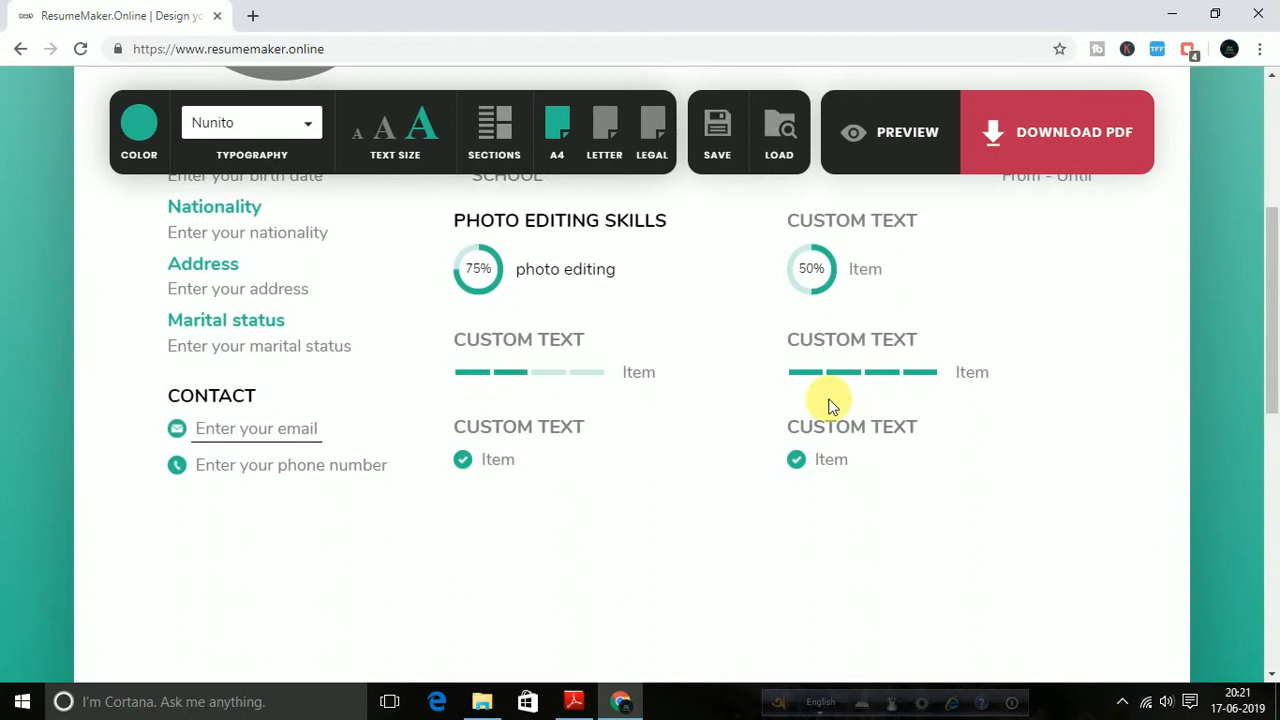 ResumeMaker.Online | Design yo
https://www.resumemaker.online
4
Nunito
COLOR
TYPOGRAPHY
TEXT SIZE
SECTIONS
A4
LETTER
LEGAL
SAVE
LOAD
PREVIEW
DOWNLOAD PDF
Enter your birth date
SCHOOL
From - Until
Nationality
Enter your nationality
Address
Enter your address
Marital status
Enter your marital status
CONTACT
Enter your email
Enter your phone number
PHOTO EDITING SKILLS
75%
photo editing
CUSTOM TEXT
50%
Item
CUSTOM TEXT
Item
CUSTOM TEXT
Item
CUSTOM TEXT
Item
CUSTOM TEXT
Item
I'm Cortana. Ask me anything.
English
20:21
17-06-2019